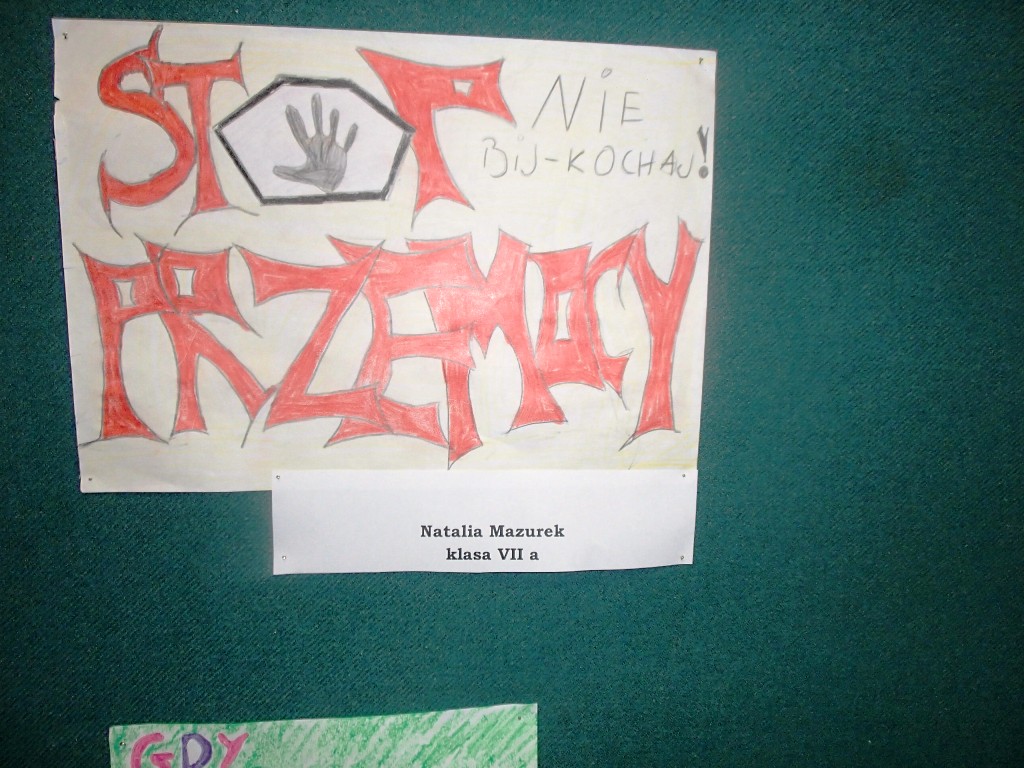 STOP
NIE
BIJ-KOCHAJ!
PRZEMOCY
Natalia Mazurek
klasa VII a
GDY